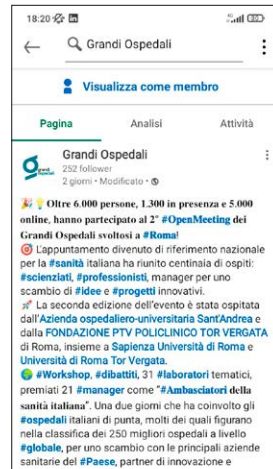 18:20
Grandi Ospedali
Visualizza come membro
Pagina Analisi Attività
Grandi Ospedali
252 follower
2 giorni • Modificato •
Oltre 6.000 persone, 1.300 in presenza e 5.000
online, hanno partecipato al 2° #OpenMeeting dei
Grandi Ospedali svoltosi a #Roma!
L'appuntamento divenuto di riferimento nazionale
per la #sanità italiana ha riunito centinaia di ospiti:
#scienziati, #professionisti, manager per uno
scambio di #idee e #progetti innovativi.
La seconda edizione dell'evento è stata ospitata
dall'Azienda ospedaliero-universitaria Sant'Andrea e
dalla FONDAZIONE PTV POLICLINICO TOR VERGATA
di Roma, insieme a Sapienza Università di Roma e
Università di Roma Tor Vergata.
#Workshop, #dibattiti, 31 #laboratori tematici,
premiati 21 #manager come "#Ambasciatori della
sanità italiana". Una due giorni che ha coinvolto gli
#ospedali italiani di punta, molti dei quali figurano
nella classifica dei 250 migliori ospedali a livello
#globale, per uno scambio con le principali aziende
sanitarie del #Paese, partner di innovazione e